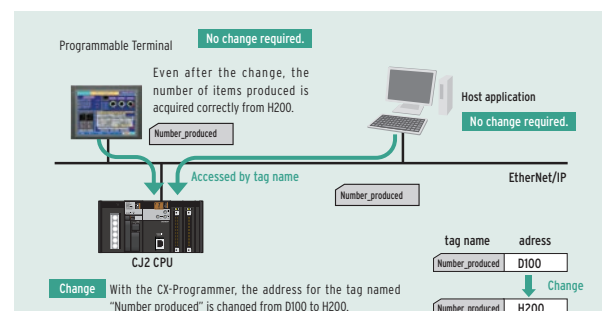 Programmable Terminal
No change required.
Even after the change, the
number of items produced is
acquired correctly from H200.
Number_produced
Host application
No change required.
Accessed by tag name
EtherNet/IP
Number_produced
CJ2 CPU
tag name adress
Number_produced D100
Change
Change With the CX-Programmer, the address for the tag named
"Number produced" is changed from D100 to H200.
Number_produced H200